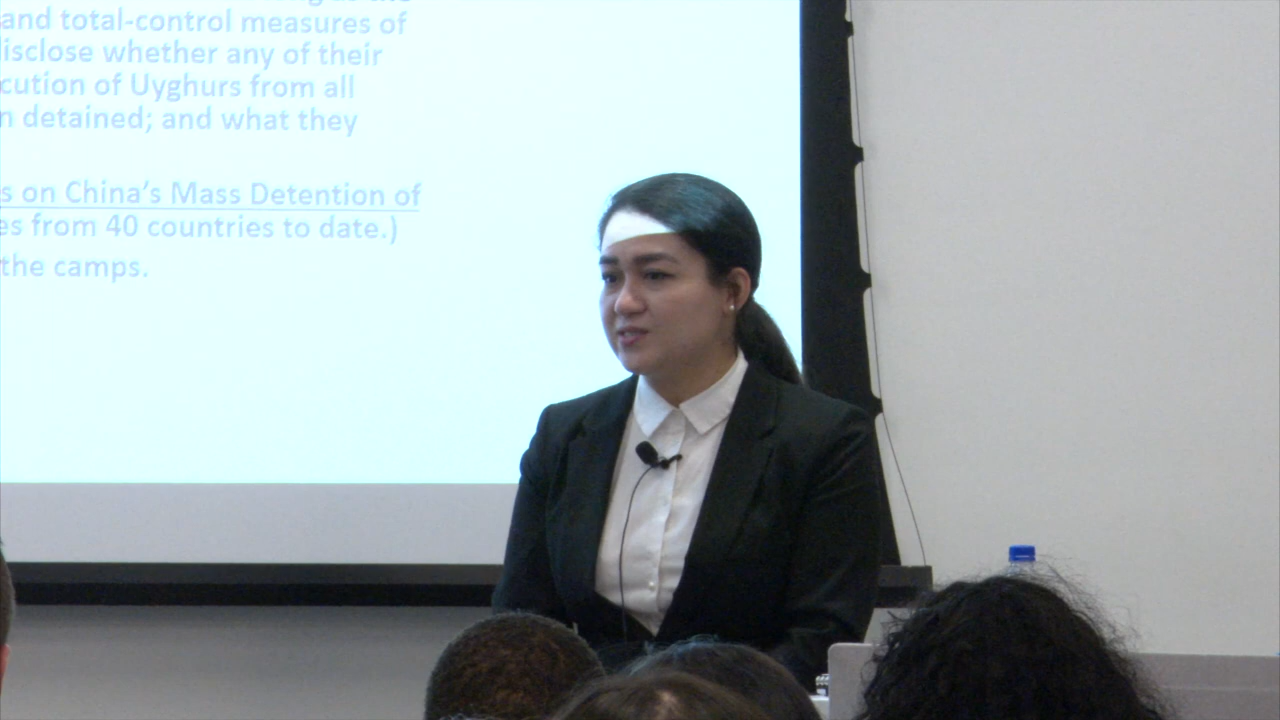 and total-control measures of
disclose whether any of their
cution of Uyghurs from all
n detained; and what they
s on China's Mass Detention of
es from 40 countries to date.)
the camps.